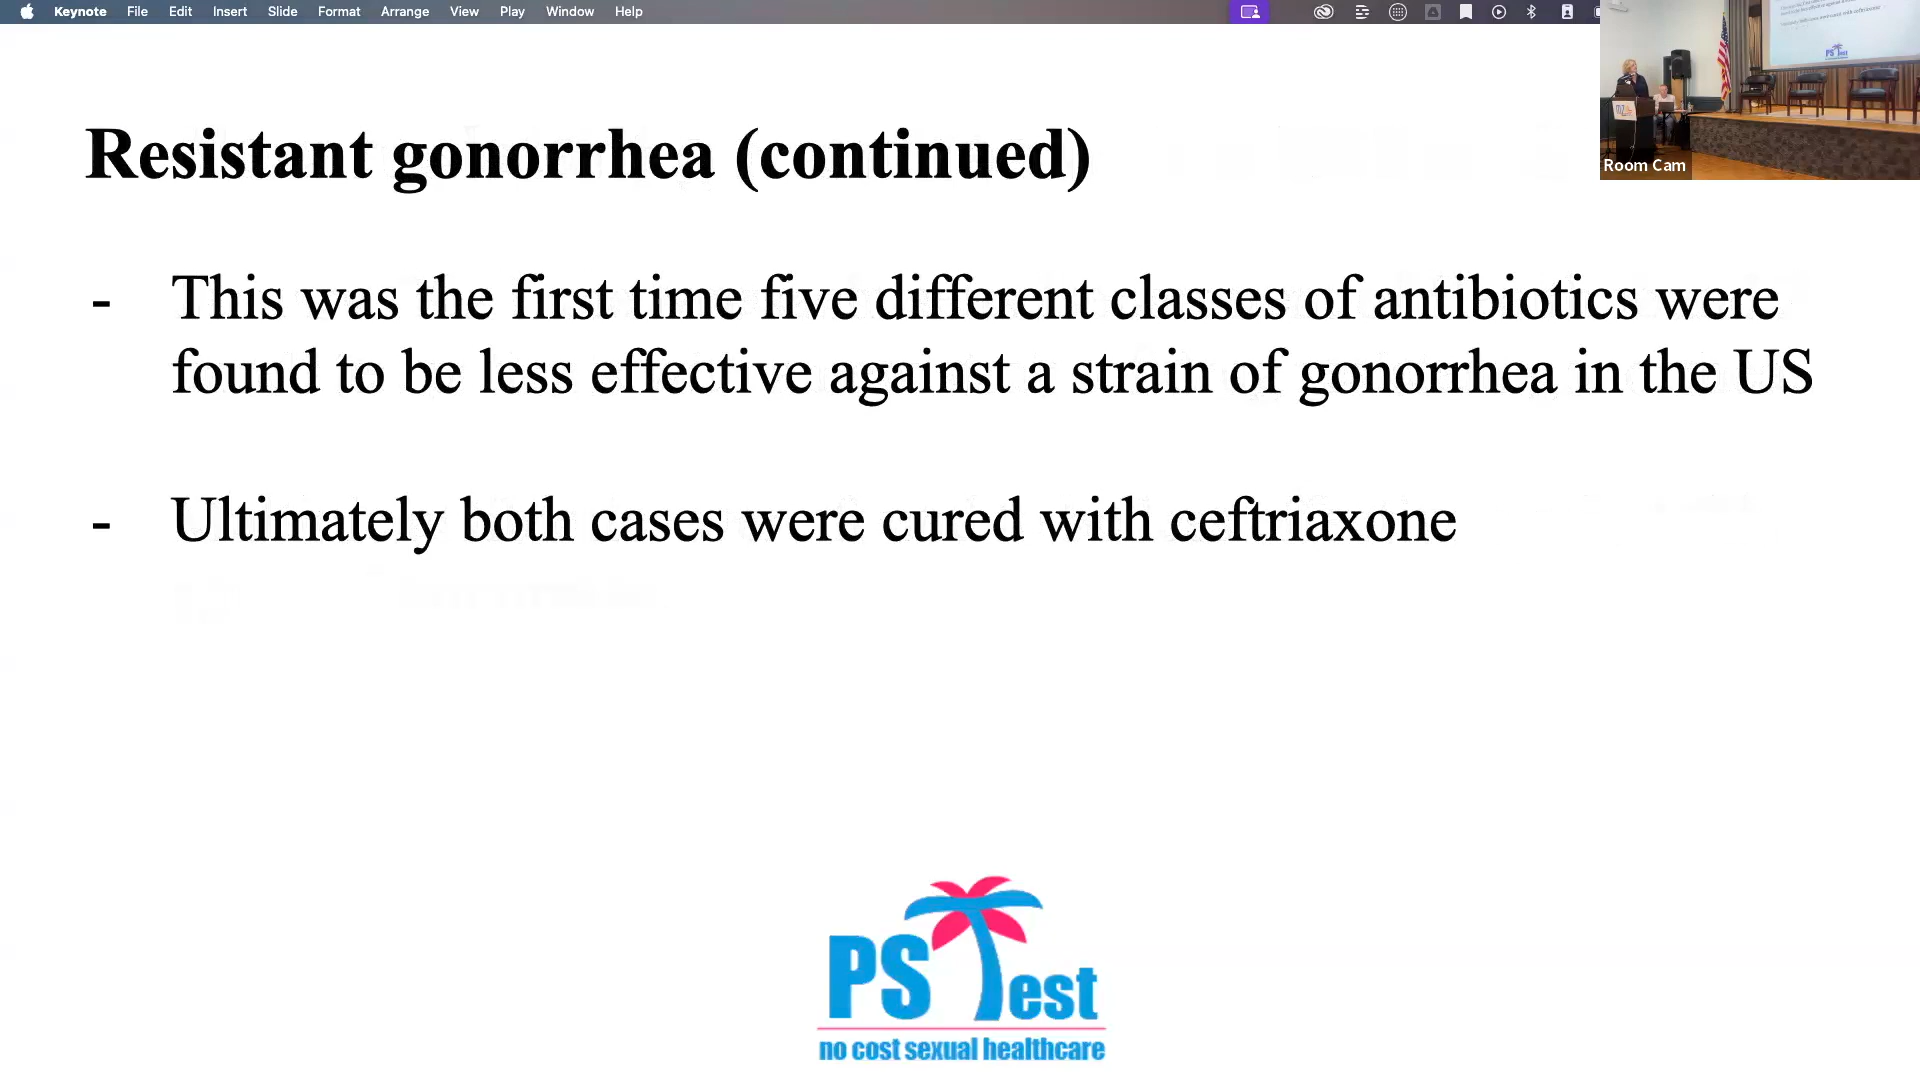 Keynote File Edit Insert Slide Format Arrange View Play Window Help
Room Cam
Resistant gonorrhea (continued)
- This was the first time five different classes of antibiotics were
found to be less effective against a strain of gonorrhea in the US
- Ultimately both cases were cured with ceftriaxone
PS Test
no cost sexual healthcare